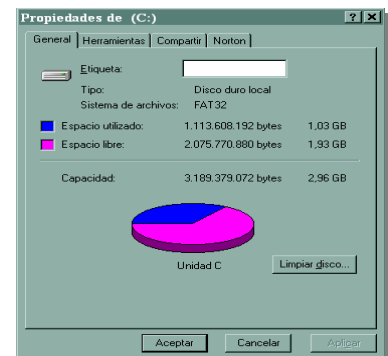 Propiedades de (C:)
General Herramientas Compartir Norton
Etiqueta:
Tipo: Disco duro local
Sistema de archivos: FAT32
Espacio utilizado: 1.113.608.192 bytes 1,03 GB
Espacio libre: 2.075.770.880 bytes 1,93 GB
Capacidad: 3.189.379.072 bytes 2,96 GB
Unidad C
Limpiar disco...
Aceptar Cancelar Aplicar